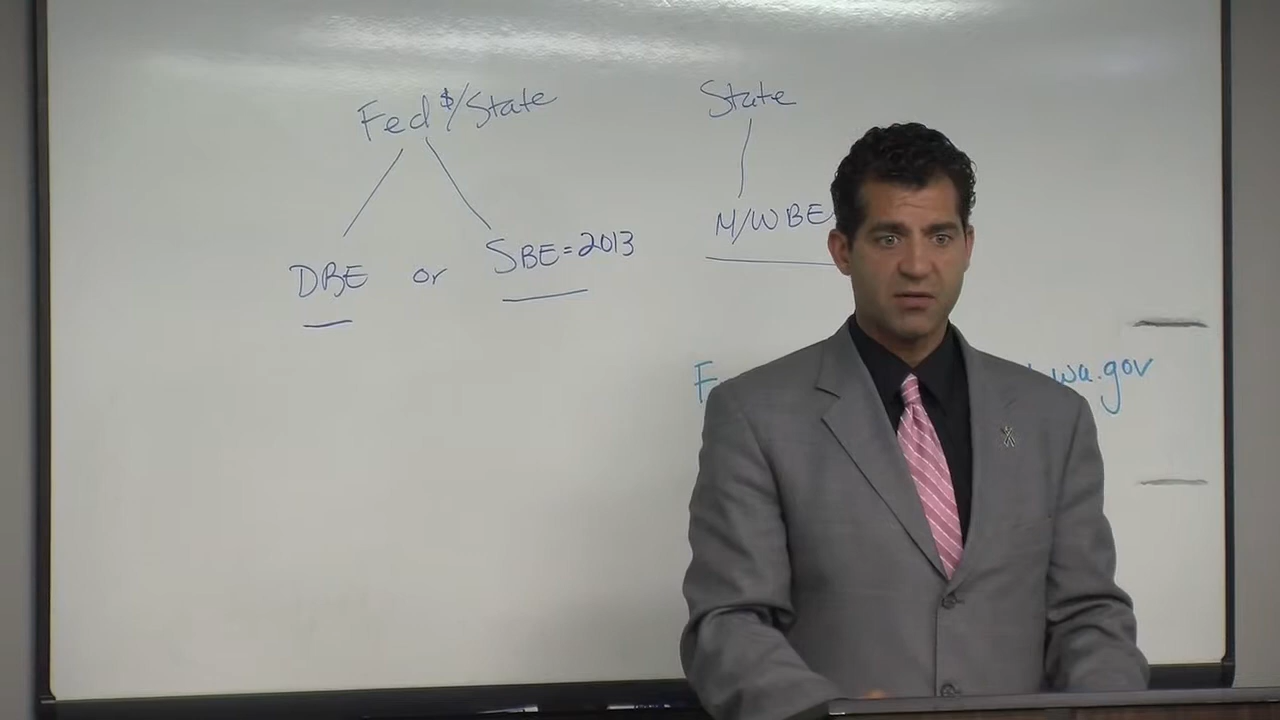 Fed $/State
State
DBE or SBE=2013
M/WBE
wa.gov